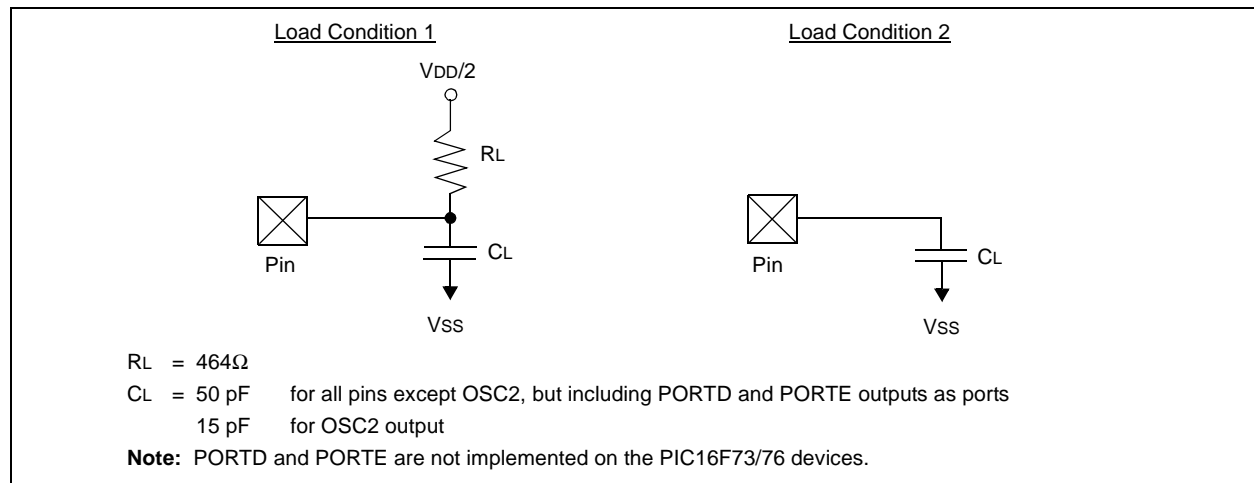 Load Condition 1
Load Condition 2
VDD/2
RL
Pin
CL
VSS
Pin
CL
VSS
RL = 464Ω
CL = 50 pF for all pins except OSC2, but including PORTD and PORTE outputs as ports
15 pF for OSC2 output
Note: PORTD and PORTE are not implemented on the PIC16F73/76 devices.